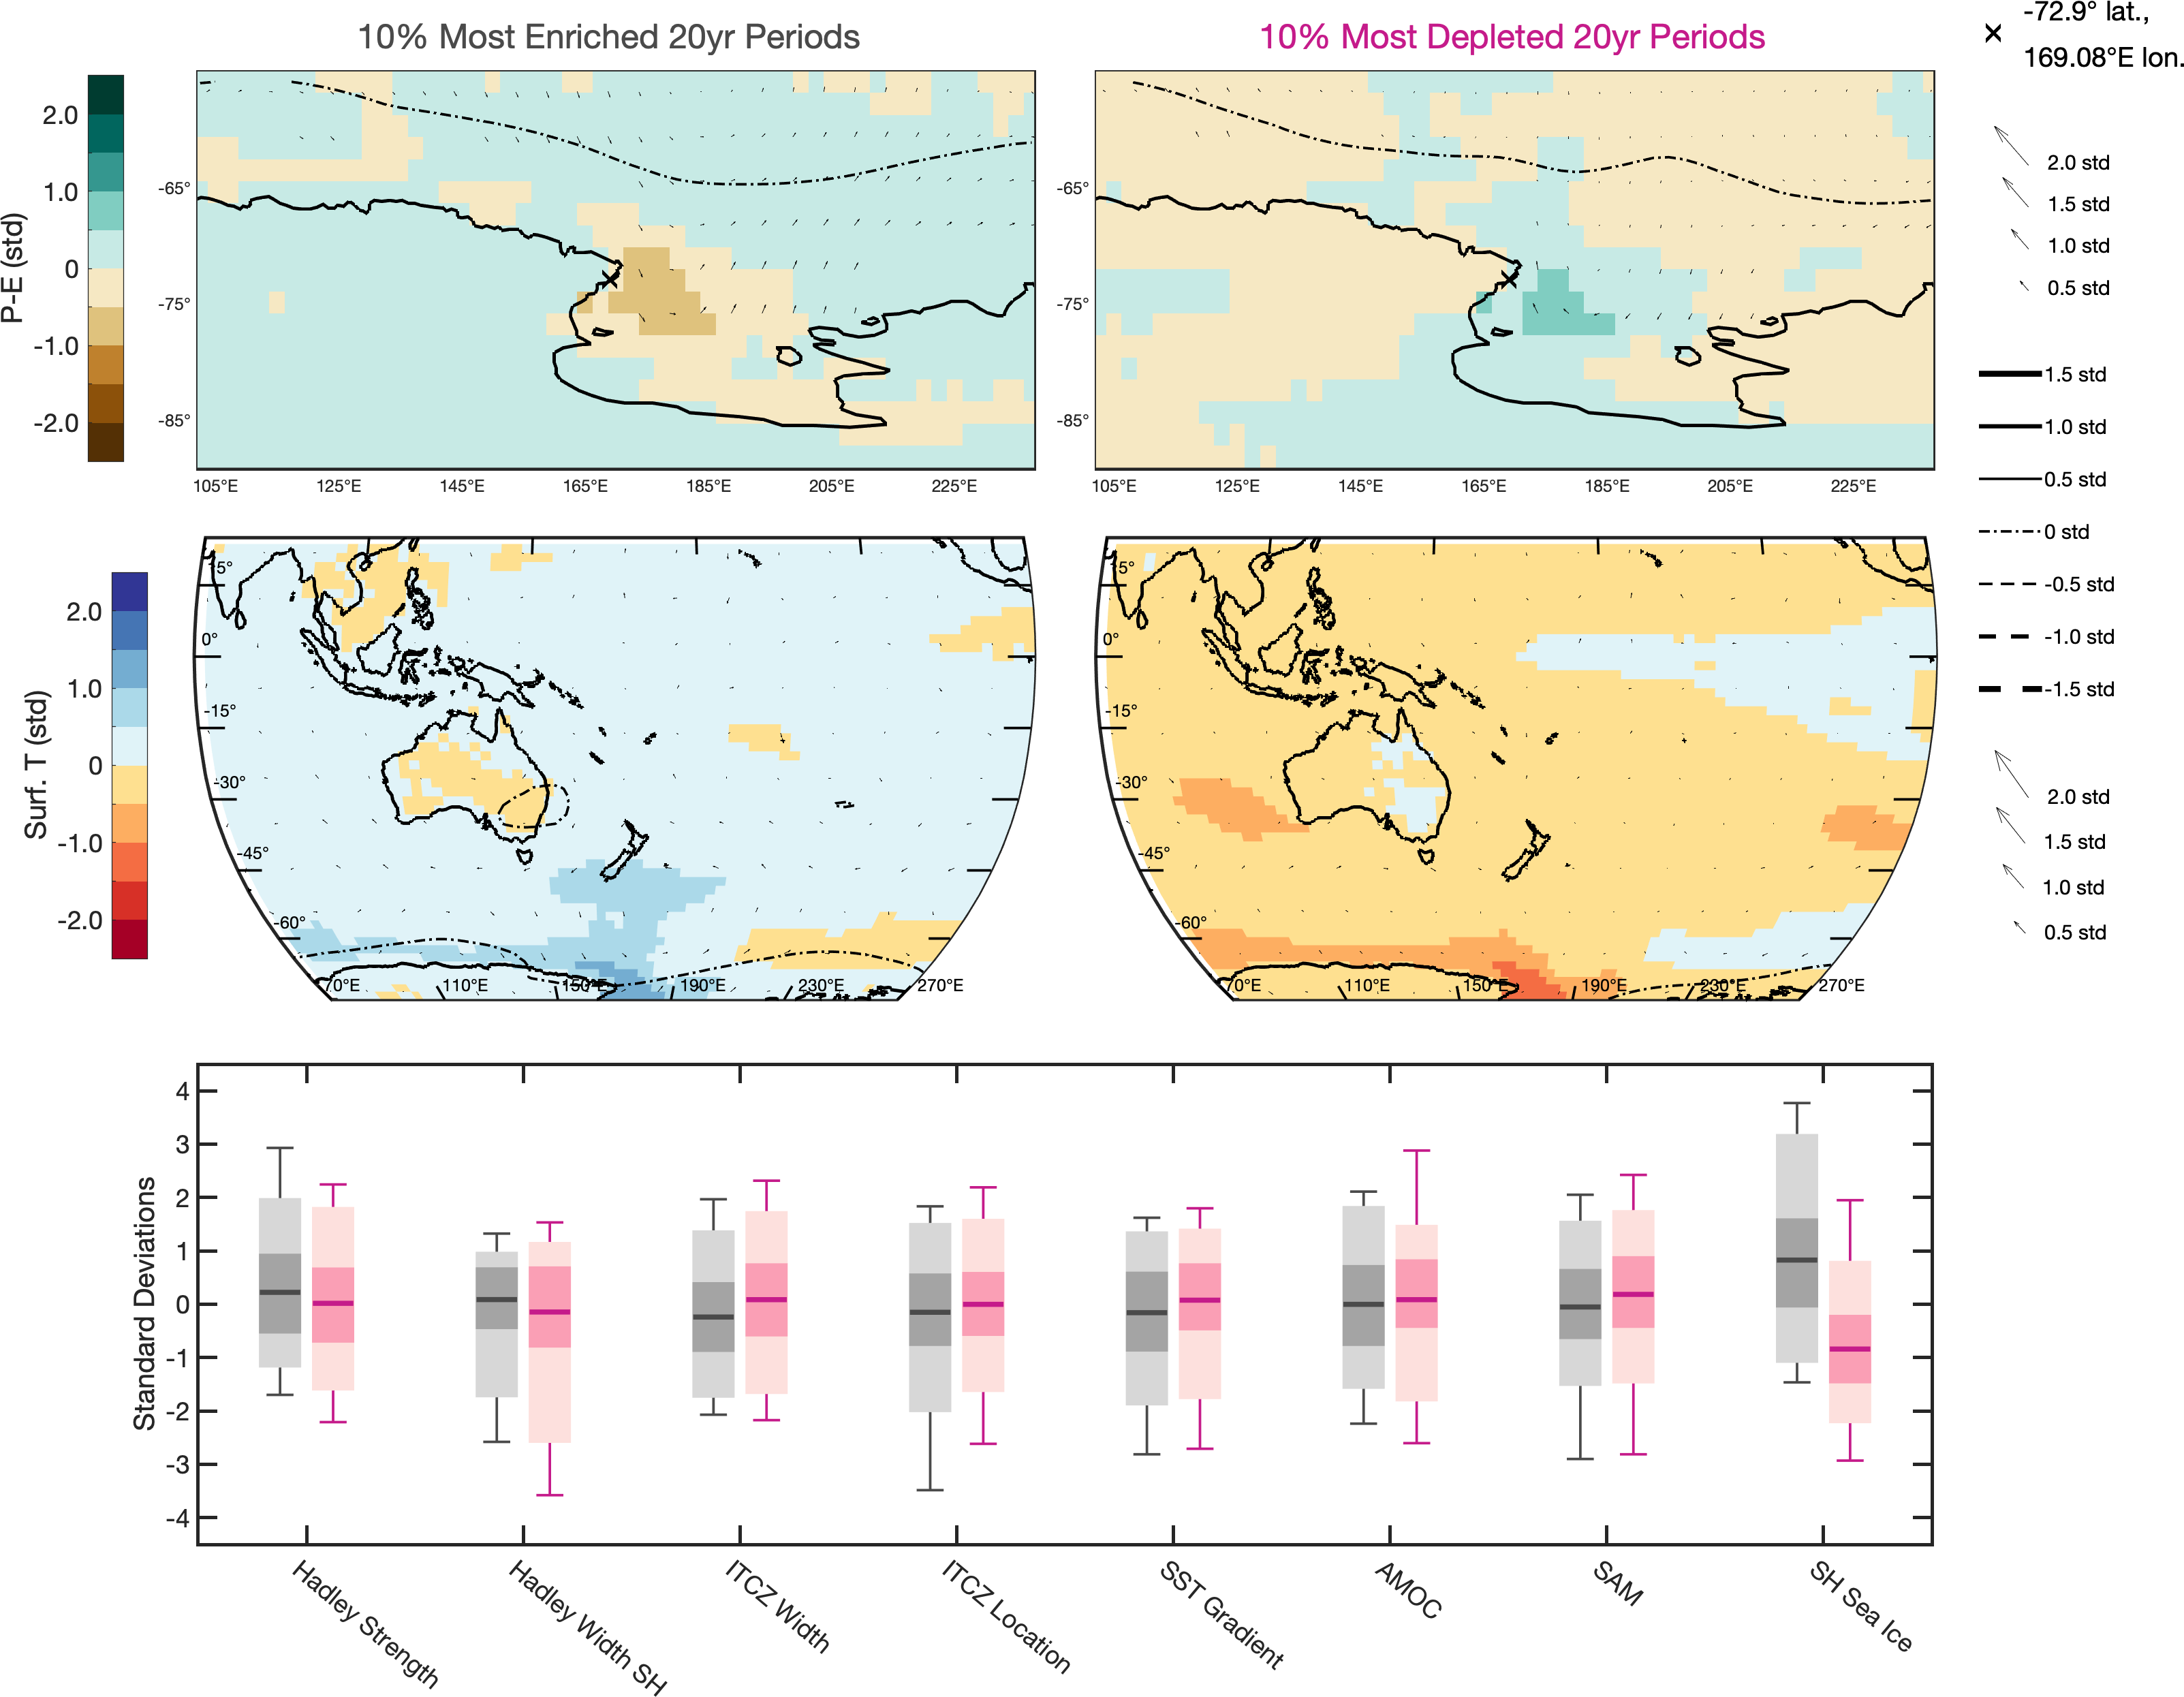 10% Most Enriched 20yr Periods
10% Most Depleted 20yr Periods
-72.9° lat.,
169.08°E lon.
P-E (std)
2.0
1.0
0
-1.0
-2.0
-65°
-75°
-85°
105°E 125°E 145°E 165°E 185°E 205°E 225°E
-65°
-75°
-85°
105°E 125°E 145°E 165°E 185°E 205°E 225°E
2.0 std
1.5 std
1.0 std
0.5 std
1.5 std
1.0 std
0.5 std
0 std
-0.5 std
-1.0 std
-1.5 std
Surf. T (std)
2.0
1.0
0
-1.0
-2.0
15°
0°
-15°
-30°
-45°
-60°
70°E 110°E 150°E 190°E 230°E 270°E
15°
0°
-15°
-30°
-45°
-60°
70°E 110°E 150°E 190°E 230°E 270°E
2.0 std
1.5 std
1.0 std
0.5 std
Standard Deviations
4
3
2
1
0
-1
-2
-3
-4
Hadley Strength
Hadley Width SH
ITCZ Width
ITCZ Location
SST Gradient
AMOC
SAM
SH Sea Ice